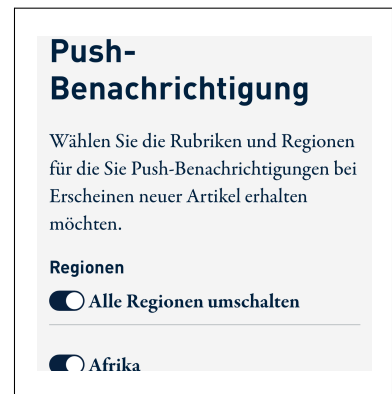 Push-
Benachrichtigung
Wählen Sie die Rubriken und Regionen
für die Sie Push-Benachrichtigungen bei
Erscheinen neuer Artikel erhalten
möchten.
Regionen
Alle Regionen umschalten
Afrika